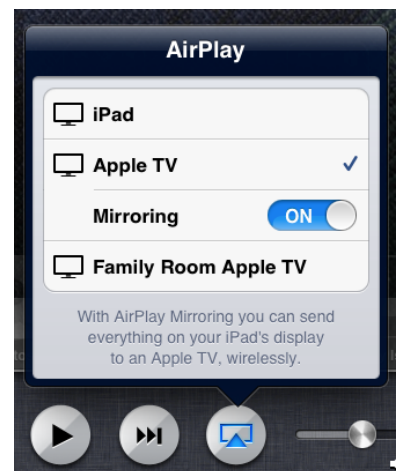 AirPlay
iPad
Apple TV
Mirroring ON
Family Room Apple TV
With AirPlay Mirroring you can send
everything on your iPad's display
to an Apple TV, wirelessly.